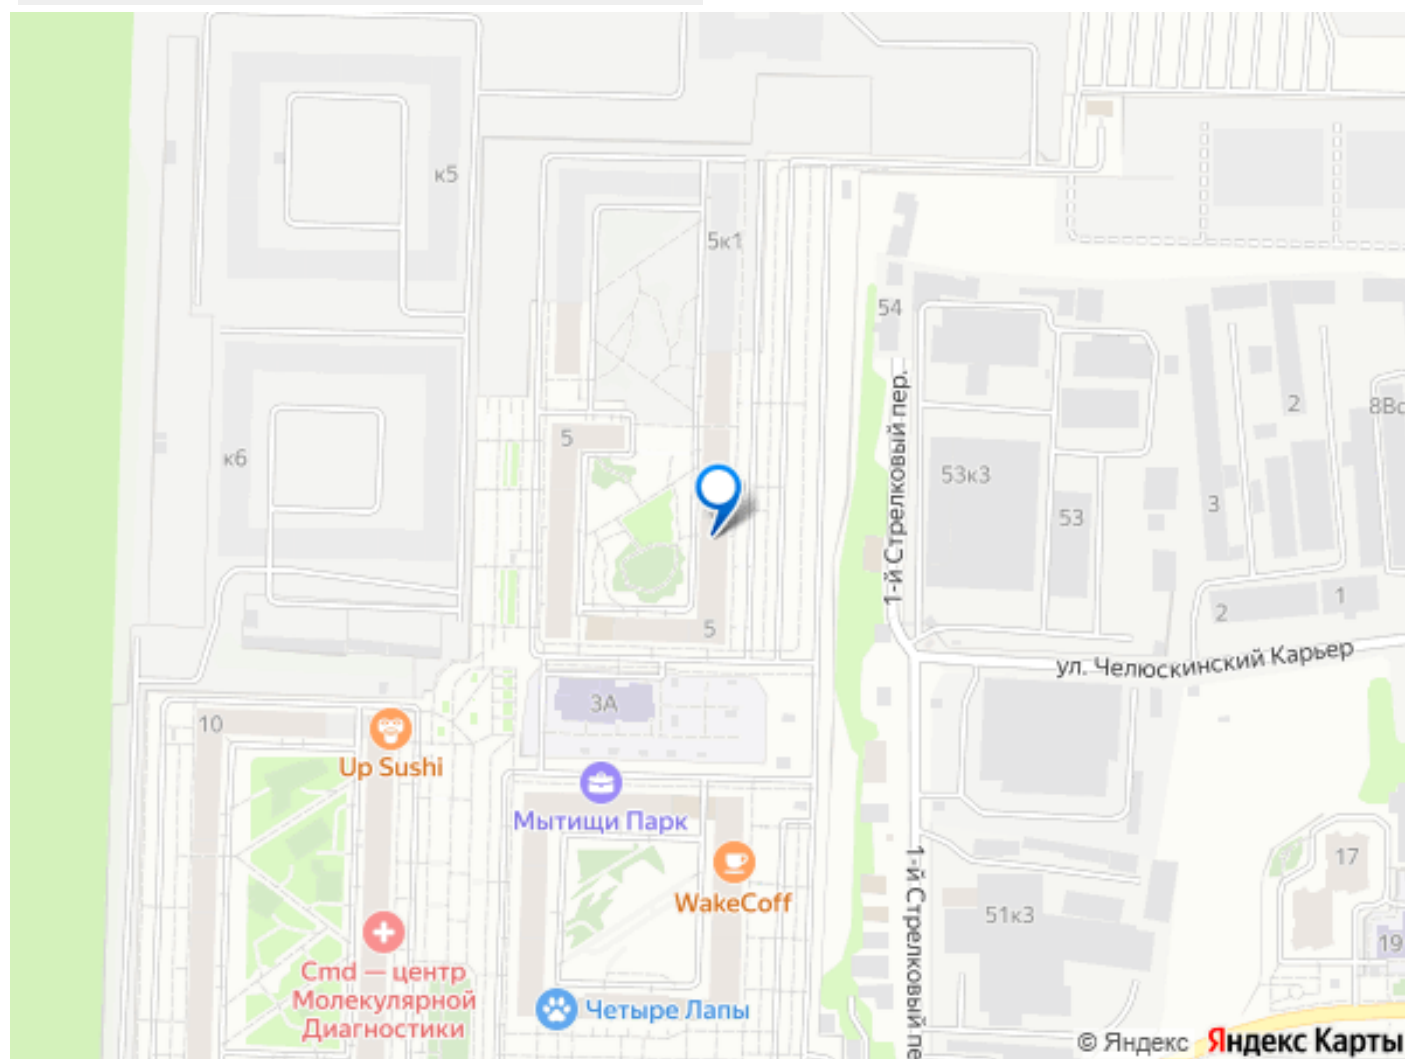 к5
5к1
54
2
8Вс
5
к6
53к3
3
53
1-й Стрелковый пер.
1
2
5
ул. Челюскинский Карьер
3А
10
Up Sushi
Мытищи Парк
17
WakeCoff
1-й Стрелковый пе
51к3
19
Cmd — центр
Молекулярной
Диагностики
Четыре Лапы
© Яндекс Яндекс Карты